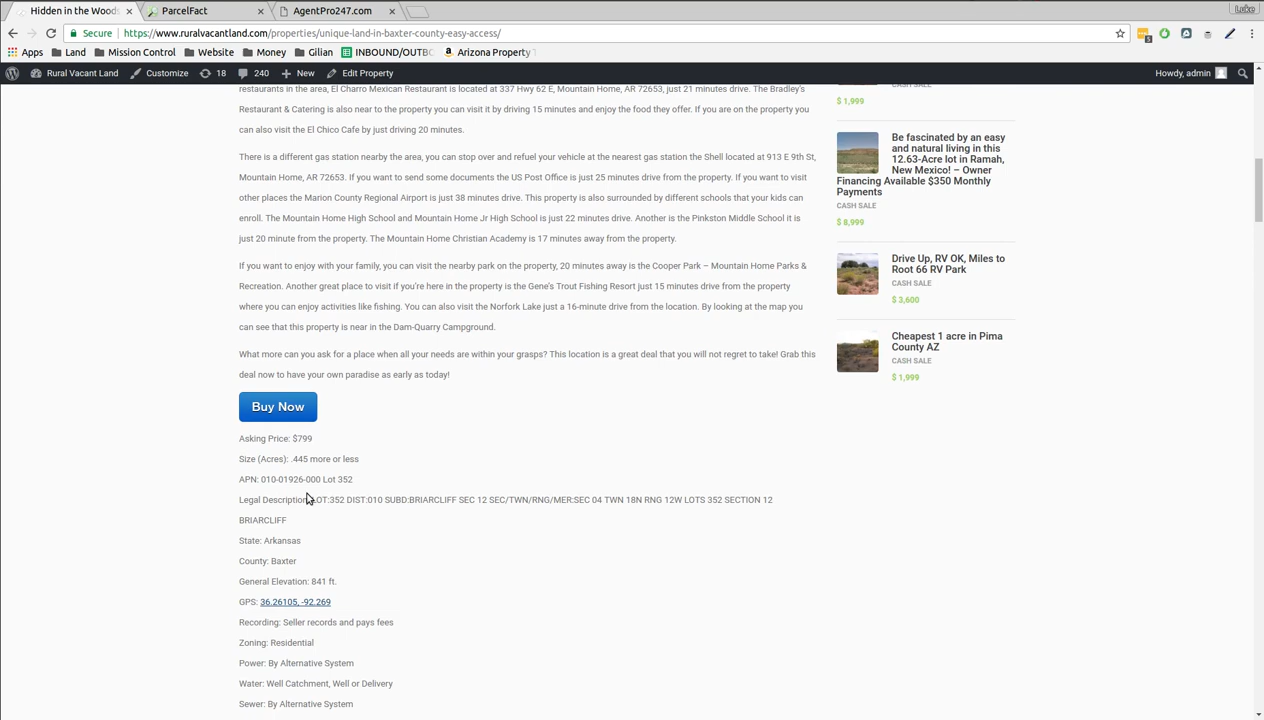 Hidden in the Woods
ParcelFact
AgentPro247.com
Luke
Secure
https://www.ruralvacantland.com/properties/unique-land-in-baxter-county-easy-access/
Apps
Land
Mission Control
Website
Money
Gilian
INBOUND/OUTBO
Arizona Property T
Rural Vacant Land
Customize
18
240
New
Edit Property
Howdy, admin
restaurants in the area, El Charro Mexican Restaurant is located at 337 Hwy 62 E, Mountain Home, AR 72653, just 21 minutes drive. The Bradley's
Restaurant & Catering is also near to the property you can visit it by driving 15 minutes and enjoy the food they offer. If you are on the property you
can also visit the El Chico Cafe by just driving 20 minutes.
There is a different gas station nearby the area, you can stop over and refuel your vehicle at the nearest gas station the Shell located at 913 E 9th St,
Mountain Home, AR 72653. If you want to send some documents the US Post Office is just 25 minutes drive from the property. If you want to visit
other places the Marion County Regional Airport is just 38 minutes drive. This property is also surrounded by different schools that your kids can
enroll. The Mountain Home High School and Mountain Home Jr High School is just 22 minutes drive. Another is the Pinkston Middle School it is
just 20 minute from the property. The Mountain Home Christian Academy is 17 minutes away from the property.
If you want to enjoy with your family, you can visit the nearby park on the property, 20 minutes away is the Cooper Park – Mountain Home Parks &
Recreation. Another great place to visit if you're here in the property is the Gene's Trout Fishing Resort just 15 minutes drive from the property
where you can enjoy activities like fishing. You can also visit the Norfork Lake just a 16-minute drive from the location. By looking at the map you
can see that this property is near in the Dam-Quarry Campground.
What more can you ask for a place when all your needs are within your grasps? This location is a great deal that you will not regret to take! Grab this
deal now to have your own paradise as early as today!
Buy Now
Asking Price: $799
Size (Acres): .445 more or less
APN: 010-01926-000 Lot 352
Legal Description: LOT:352 DIST:010 SUBD:BRIARCLIFF SEC 12 SEC/TWN/RNG/MER:SEC 04 TWN 18N RNG 12W LOTS 352 SECTION 12
BRIARCLIFF
State: Arkansas
County: Baxter
General Elevation: 841 ft.
GPS: 36.26105, -92.269
Recording: Seller records and pays fees
Zoning: Residential
Power: By Alternative System
Water: Well Catchment, Well or Delivery
Sewer: By Alternative System
CASH SALE
$ 1,999
Be fascinated by an easy
and natural living in this
12.63-Acre lot in Ramah,
New Mexico! – Owner
Financing Available $350 Monthly
Payments
CASH SALE
$ 8,999
Drive Up, RV OK, Miles to
Root 66 RV Park
CASH SALE
$ 3,600
Cheapest 1 acre in Pima
County AZ
CASH SALE
$ 1,999